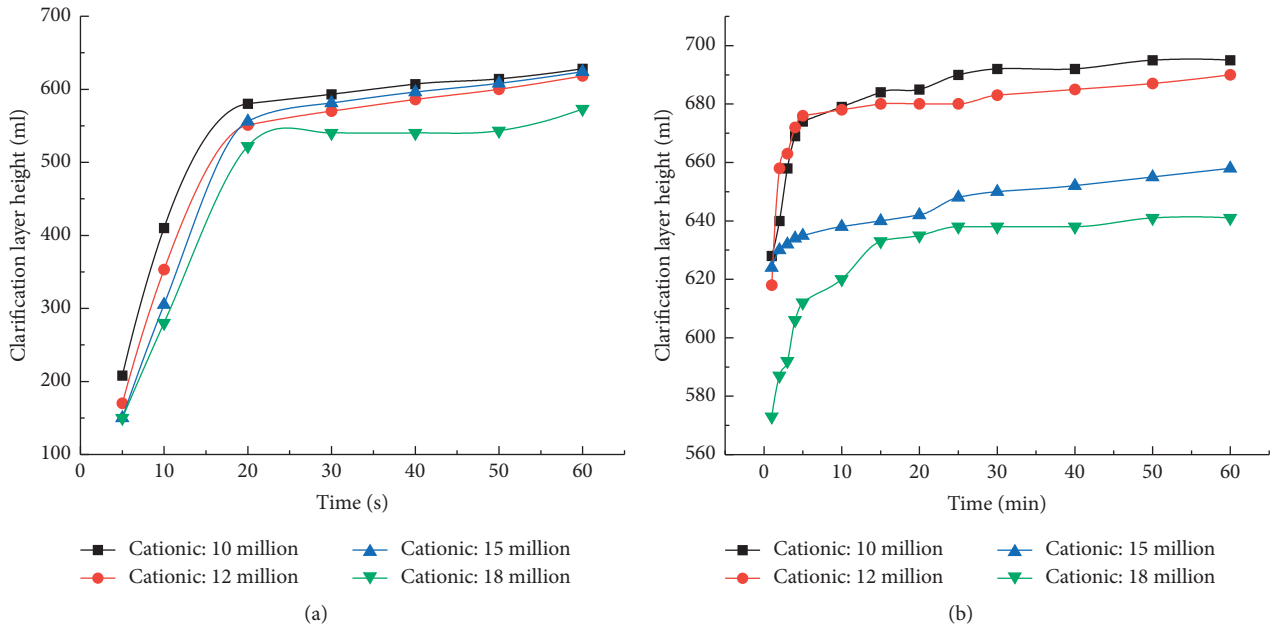 700
600
500
400
300
200
100
Clarification layer height (ml)
0
10
20
30
40
50
60
Time (s)
Cationic: 10 million
Cationic: 12 million
Cationic: 15 million
Cationic: 18 million
(a)
700
680
660
640
620
600
580
560
Clarification layer height (ml)
0
10
20
30
40
50
60
Time (min)
Cationic: 10 million
Cationic: 12 million
Cationic: 15 million
Cationic: 18 million
(b)